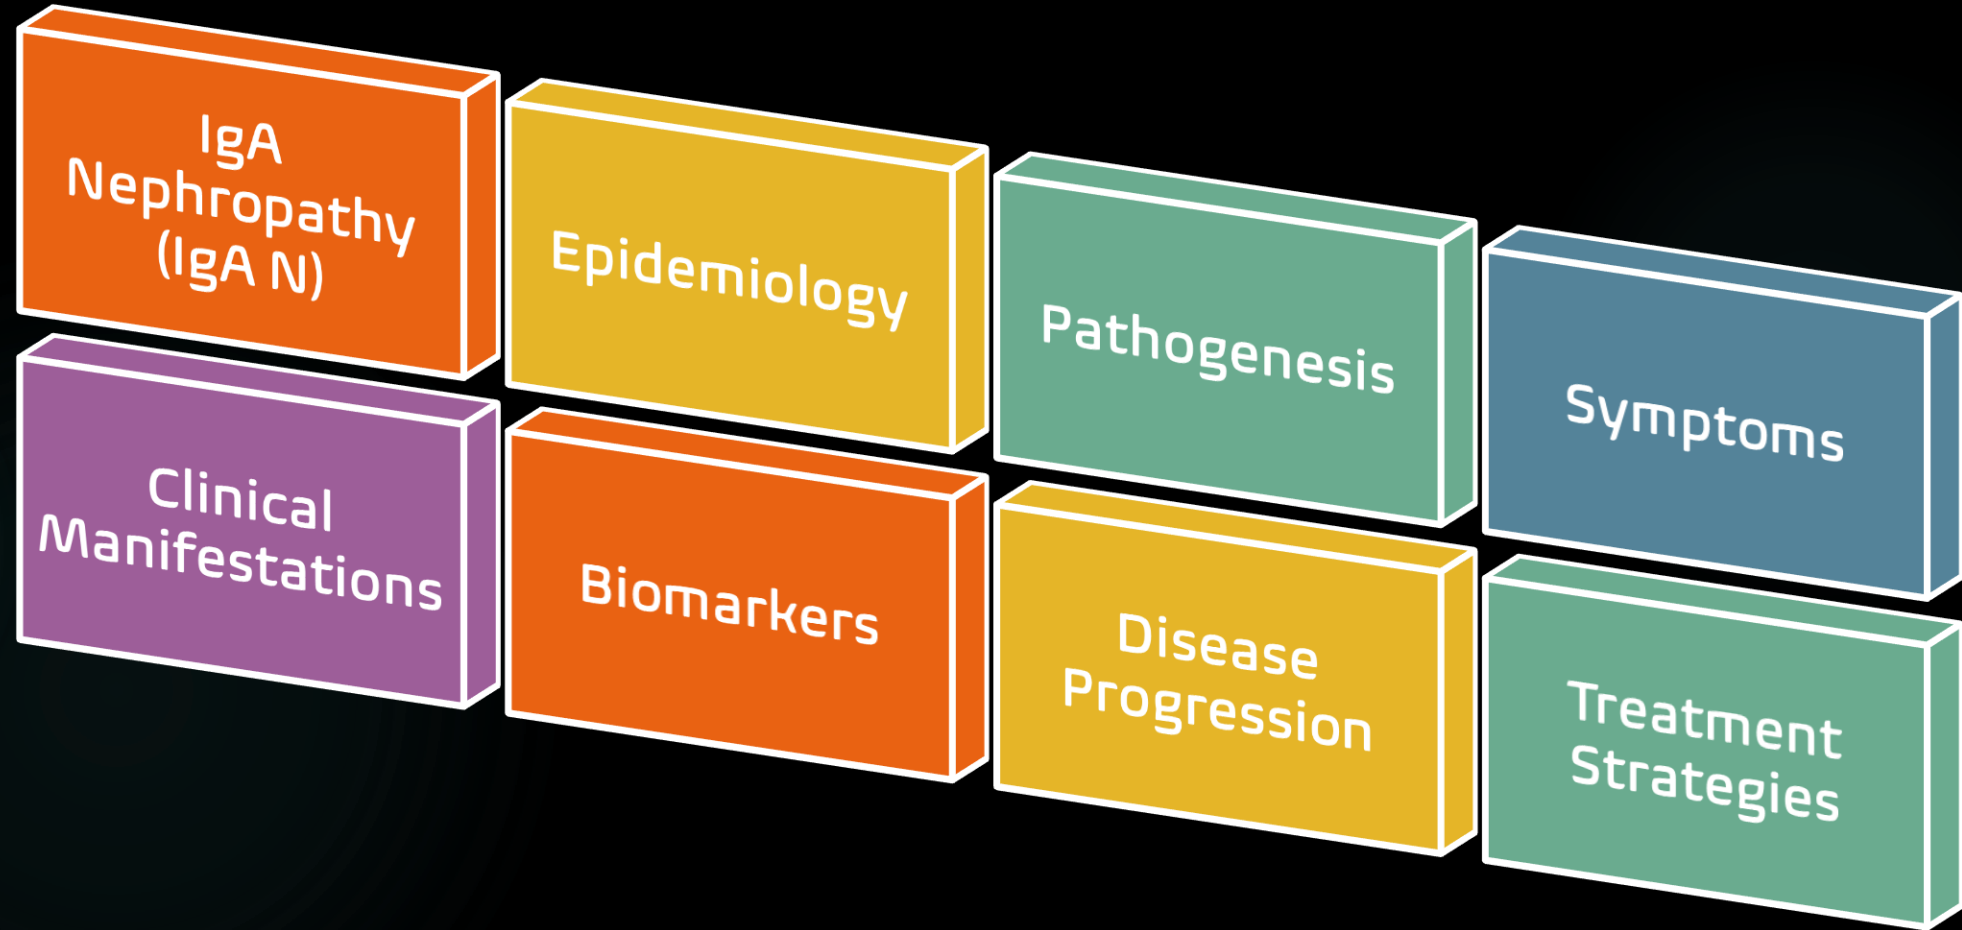 IgA
Nephropathy
(IgA N)
Epidemiology
Pathogenesis
Symptoms
Clinical
Manifestations
Biomarkers
Disease
Progression
Treatment
Strategies